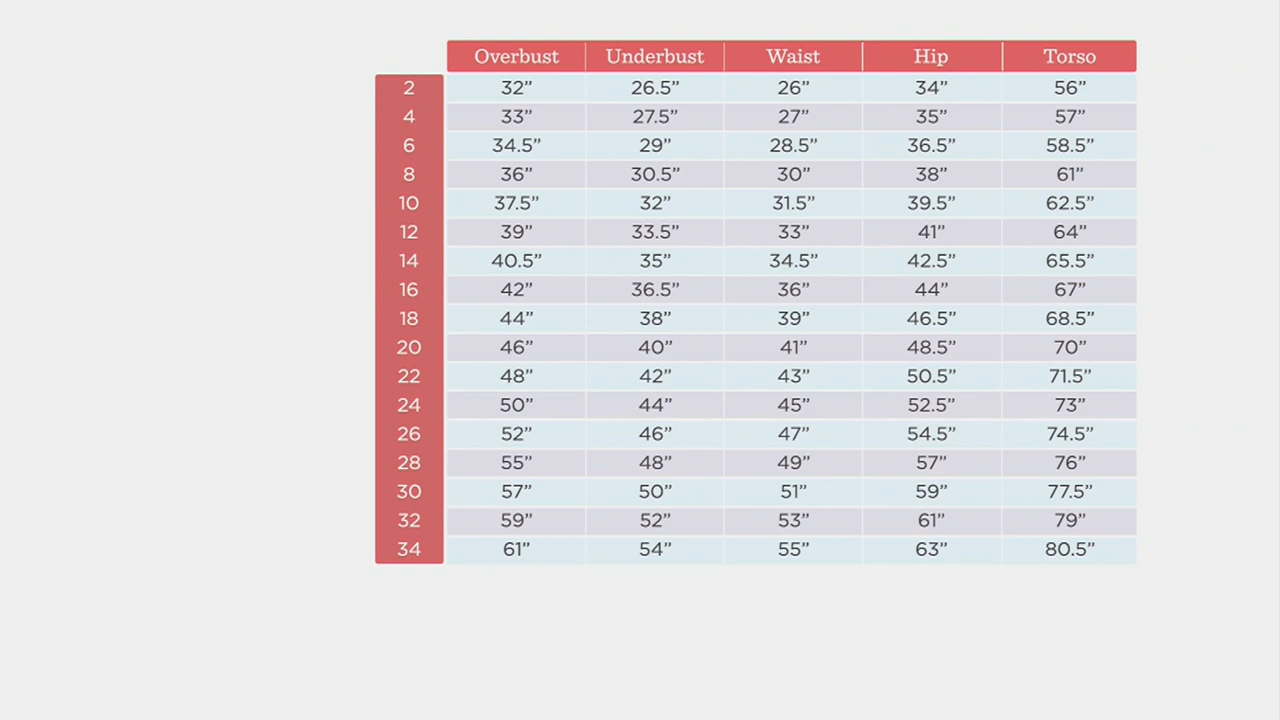 Overbust Underbust Waist Hip Torso
2 32” 26.5” 26” 34” 56”
4 33” 27.5” 27” 35” 57”
6 34.5” 29” 28.5” 36.5” 58.5”
8 36” 30.5” 30” 38” 61”
10 37.5” 32” 31.5” 39.5” 62.5”
12 39” 33.5” 33” 41” 64”
14 40.5” 35” 34.5” 42.5” 65.5”
16 42” 36.5” 36” 44” 67”
18 44” 38” 39” 46.5” 68.5”
20 46” 40” 41” 48.5” 70”
22 48” 42” 43” 50.5” 71.5”
24 50” 44” 45” 52.5” 73”
26 52” 46” 47” 54.5” 74.5”
28 55” 48” 49” 57” 76”
30 57” 50” 51” 59” 77.5”
32 59” 52” 53” 61” 79”
34 61” 54” 55” 63” 80.5”